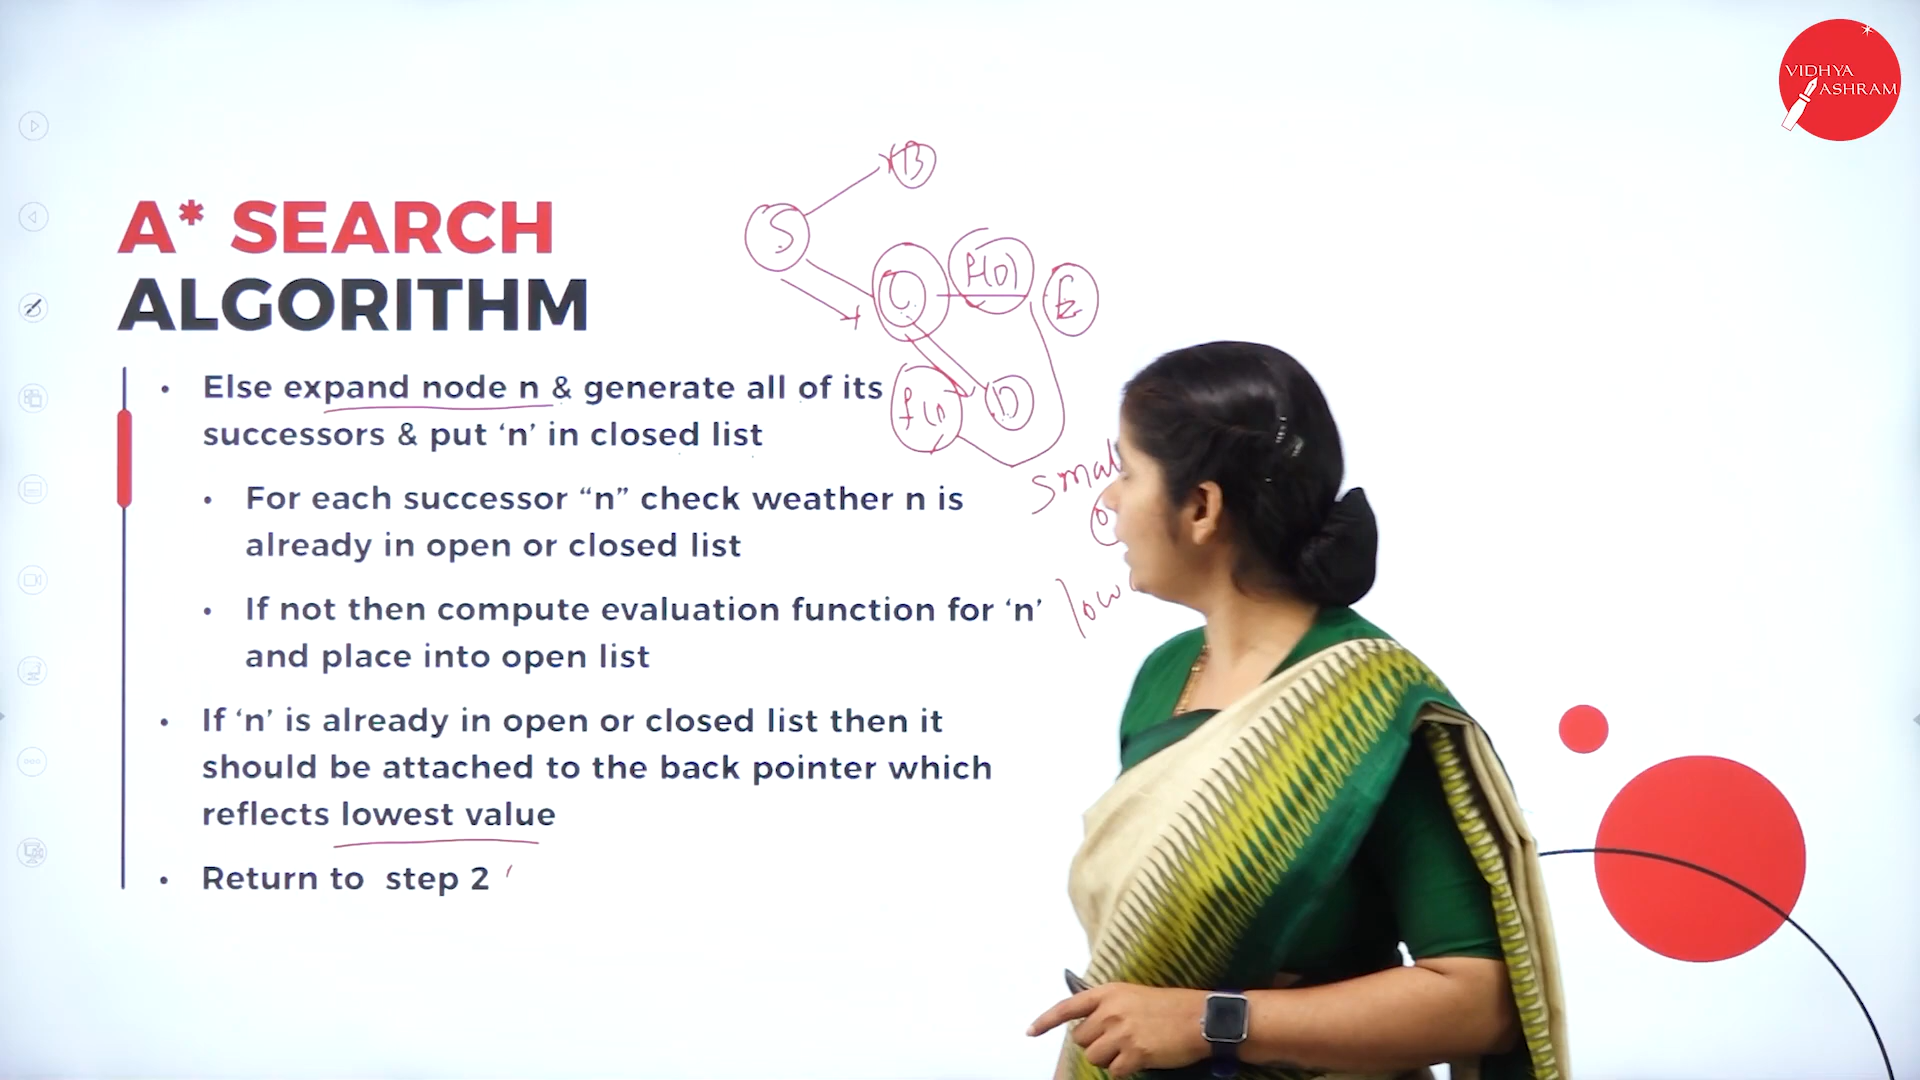 VIDHYA
ASHRAM
A* SEARCH
ALGORITHM
• Else expand node n & generate all of its
successors & put ‘n’ in closed list
• For each successor “n” check weather n is
already in open or closed list
• If not then compute evaluation function for ‘n’
and place into open list
• If ‘n’ is already in open or closed list then it
should be attached to the back pointer which
reflects lowest value
• Return to step 2
B
S
C
E
D
low